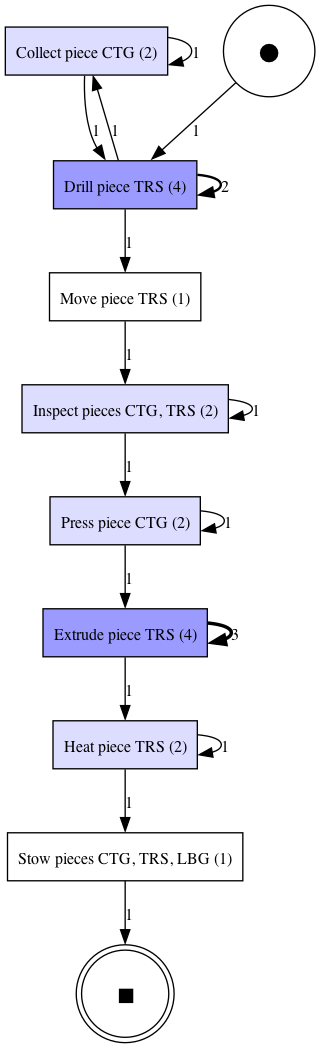 Collect piece CTG (2)
1
1
1
1
Drill piece TRS (4)
2
1
Move piece TRS (1)
1
Inspect pieces CTG, TRS (2)
1
1
Press piece CTG (2)
1
1
Extrude piece TRS (4)
3
1
Heat piece TRS (2)
1
1
Stow pieces CTG, TRS, LBG (1)
1